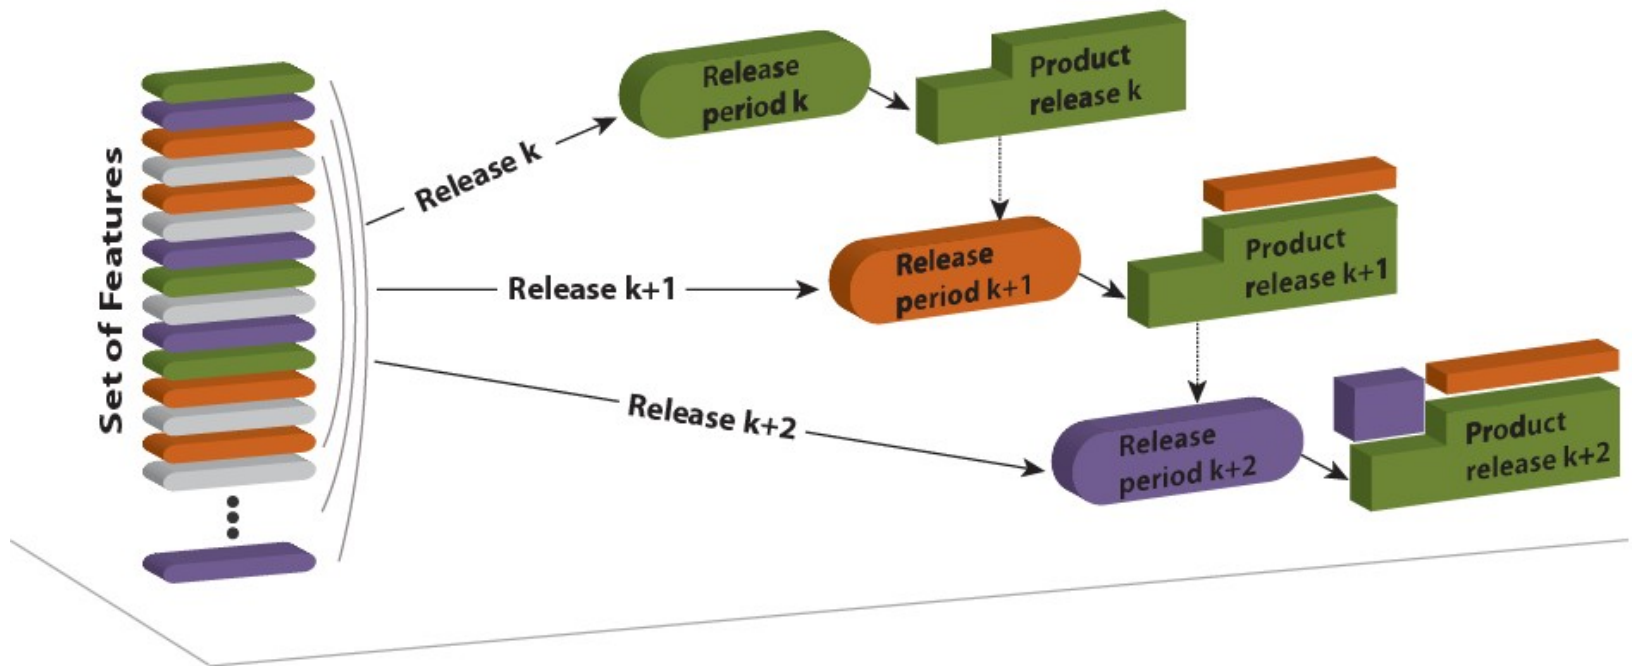 Set of Features
Release k
Release
period k
Product
release k
Release k+1
Release
period k+1
Product
release k+1
Release k+2
Release
period k+2
Product
release k+2